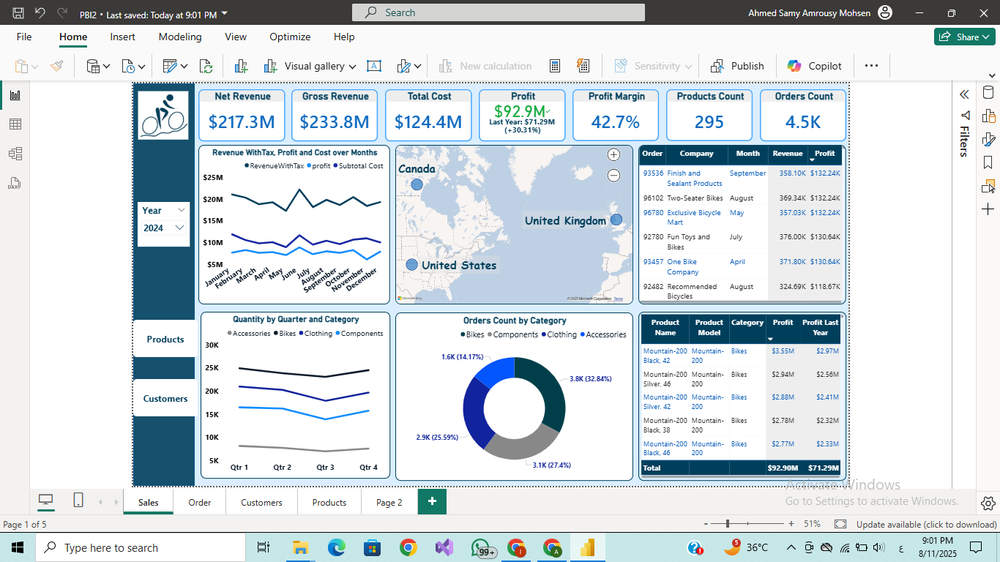 PBI2 • Last saved: Today at 9:01 PM
Search
Ahmed Samy Amrousy Mohsen
File
Home
Insert
Modeling
View
Optimize
Help
Share
Visual gallery
New calculation
Sensitivity
Publish
Copilot
Net Revenue
$217.3M
Gross Revenue
$233.8M
Total Cost
$124.4M
Profit
$92.9M
Last Year: $71.29M
(+30.31%)
Profit Margin
42.7%
Products Count
295
Orders Count
4.5K
Filters
DAX
Year
2024
Products
Customers
Revenue WithTax, Profit and Cost over Months
RevenueWithTax profit Subtotal Cost
$25M
$20M
$15M
$10M
$5M
January
February
March
April
May
June
July
August
September
October
November
December
Canada
United Kingdom
United States
Microsoft Bing
© 2025 Microsoft Corporation Terms
Order Company Month Revenue Profit
93536 Finish and Sealant Products September 358.10K $132.24K
96102 Two-Seater Bikes August 369.34K $132.24K
96780 Exclusive Bicycle Mart May 357.03K $132.24K
92780 Fun Toys and Bikes July 376.00K $130.64K
93457 One Bike Company April 371.80K $130.64K
92482 Recommended Bicycles August 324.69K $118.67K
Quantity by Quarter and Category
Accessories Bikes Clothing Components
30K
25K
20K
15K
10K
5K
Qtr 1 Qtr 2 Qtr 3 Qtr 4
Orders Count by Category
Bikes Components Clothing Accessories
1.6K (14.17%)
3.8K (32.84%)
2.9K (25.59%)
3.1K (27.4%)
Product Name Product Model Category Profit Profit Last Year
Mountain-200 Black, 42 Mountain-200 Bikes $3.55M $2.97M
Mountain-200 Silver, 46 Mountain-200 Bikes $2.94M $2.56M
Mountain-200 Silver, 42 Mountain-200 Bikes $2.88M $2.41M
Mountain-200 Black, 38 Mountain-200 Bikes $2.78M $2.32M
Mountain-200 Black, 46 Mountain-200 Bikes $2.77M $2.33M
Total $92.90M $71.29M
Activate Windows
Go to Settings to activate Windows.
Sales
Order
Customers
Products
Page 2
Page 1 of 5
51%
Update available (click to download)
Type here to search
99+
I
A
5
36°C
ع
9:01 PM
8/11/2025